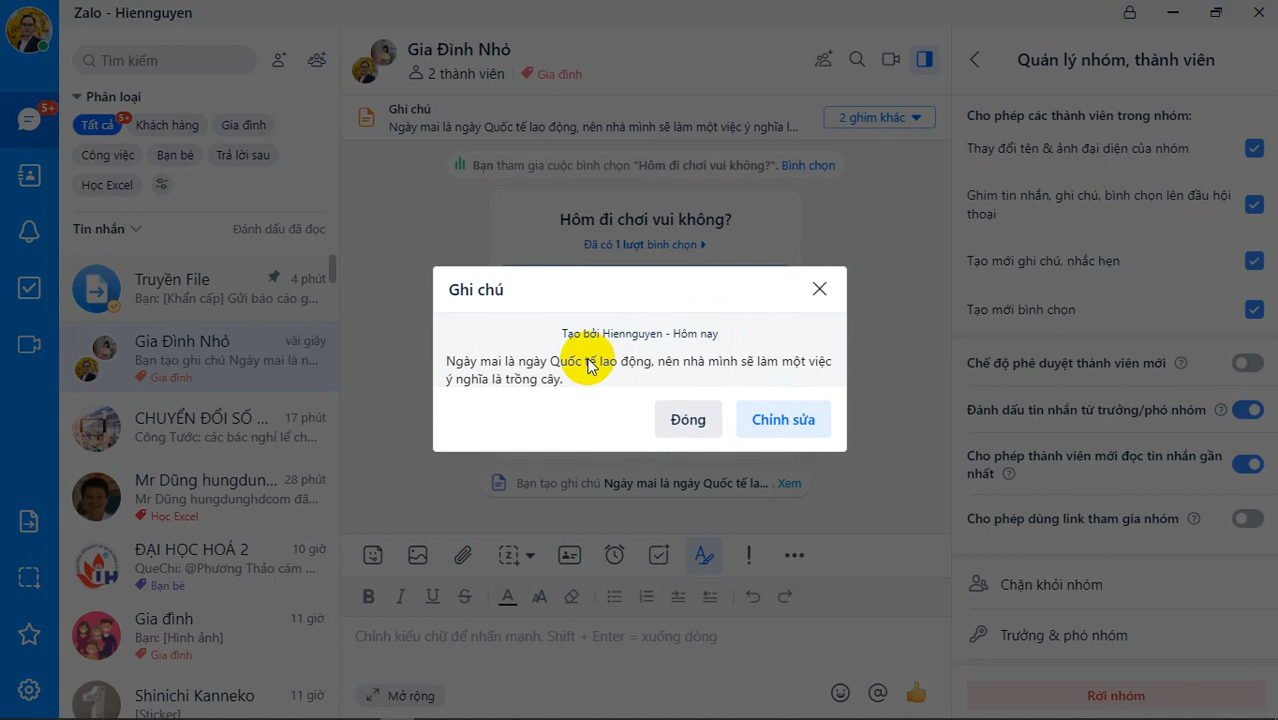 Zalo - Hiennguyen
Tìm kiếm
Phân loại
Tất cả
5+
Khách hàng
Gia đình
Công việc
Bạn bè
Trả lời sau
Học Excel
Tin nhắn
Đánh dấu đã đọc
5+
Truyền File
4 phút
Bạn: [Khẩn cấp] Gửi báo cáo g...
Gia Đình Nhỏ
vài giây
Bạn tạo ghi chú Ngày mai là n...
Gia đình
CHUYỂN ĐỔI SỐ ...
17 phút
Công Tước: các bác nghỉ lễ ch...
Mr Dũng hungdun...
28 phút
Mr Dũng hungdunghdcom đã...
Học Excel
ĐẠI HỌC HOÁ 2
10 giờ
QueChi: @Phương Thảo cám ...
Bạn bè
Gia đình
11 giờ
Bạn: [Hình ảnh]
Gia đình
Shinichi Kanneko
11 giờ
[Sticker]
Gia Đình Nhỏ
2 thành viên
Gia đình
Ghi chú
Ngày mai là ngày Quốc tế lao động, nên nhà mình sẽ làm một việc ý nghĩa l...
2 ghim khác
Bạn tham gia cuộc bình chọn "Hôm đi chơi vui không?". Bình chọn
Hôm đi chơi vui không?
Đã có 1 lượt bình chọn
Ghi chú
Tạo bởi Hiennguyen - Hôm nay
Ngày mai là ngày Quốc tế lao động, nên nhà mình sẽ làm một việc
ý nghĩa là trồng cây.
Đóng
Chỉnh sửa
Bạn tạo ghi chú Ngày mai là ngày Quốc tế la... . Xem
B I U S A AA
Chỉnh kiểu chữ để nhấn mạnh. Shift + Enter = xuống dòng
Mở rộng
Quản lý nhóm, thành viên
Cho phép các thành viên trong nhóm:
Thay đổi tên & ảnh đại diện của nhóm
Ghim tin nhắn, ghi chú, bình chọn lên đầu hội
thoại
Tạo mới ghi chú, nhắc hẹn
Tạo mới bình chọn
Chế độ phê duyệt thành viên mới
Đánh dấu tin nhắn từ trưởng/phó nhóm
Cho phép thành viên mới đọc tin nhắn gần
nhất
Cho phép dùng link tham gia nhóm
Chặn khỏi nhóm
Trưởng & phó nhóm
Rời nhóm